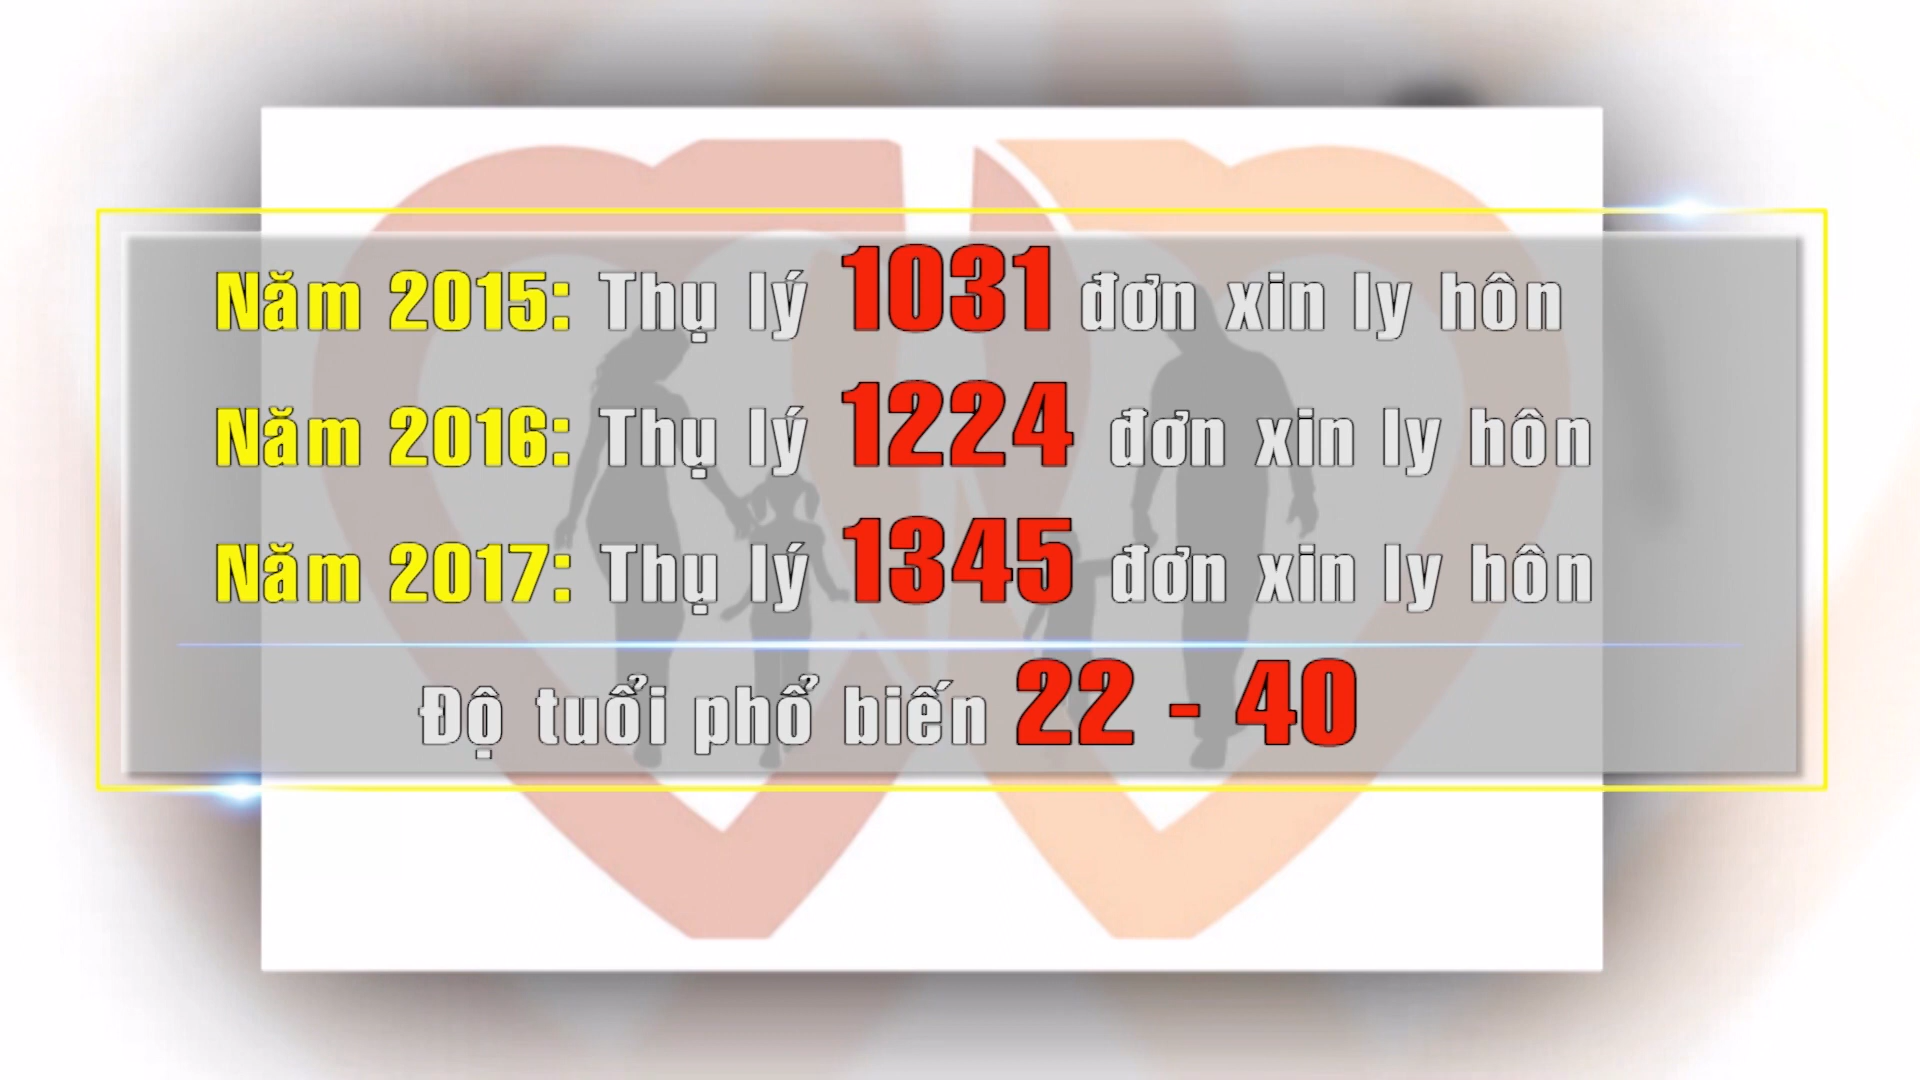 Năm 2015: Thụ lý 1031 đơn xin ly hôn
Năm 2016: Thụ lý 1224 đơn xin ly hôn
Năm 2017: Thụ lý 1345 đơn xin ly hôn
Độ tuổi phổ biến 22 - 40